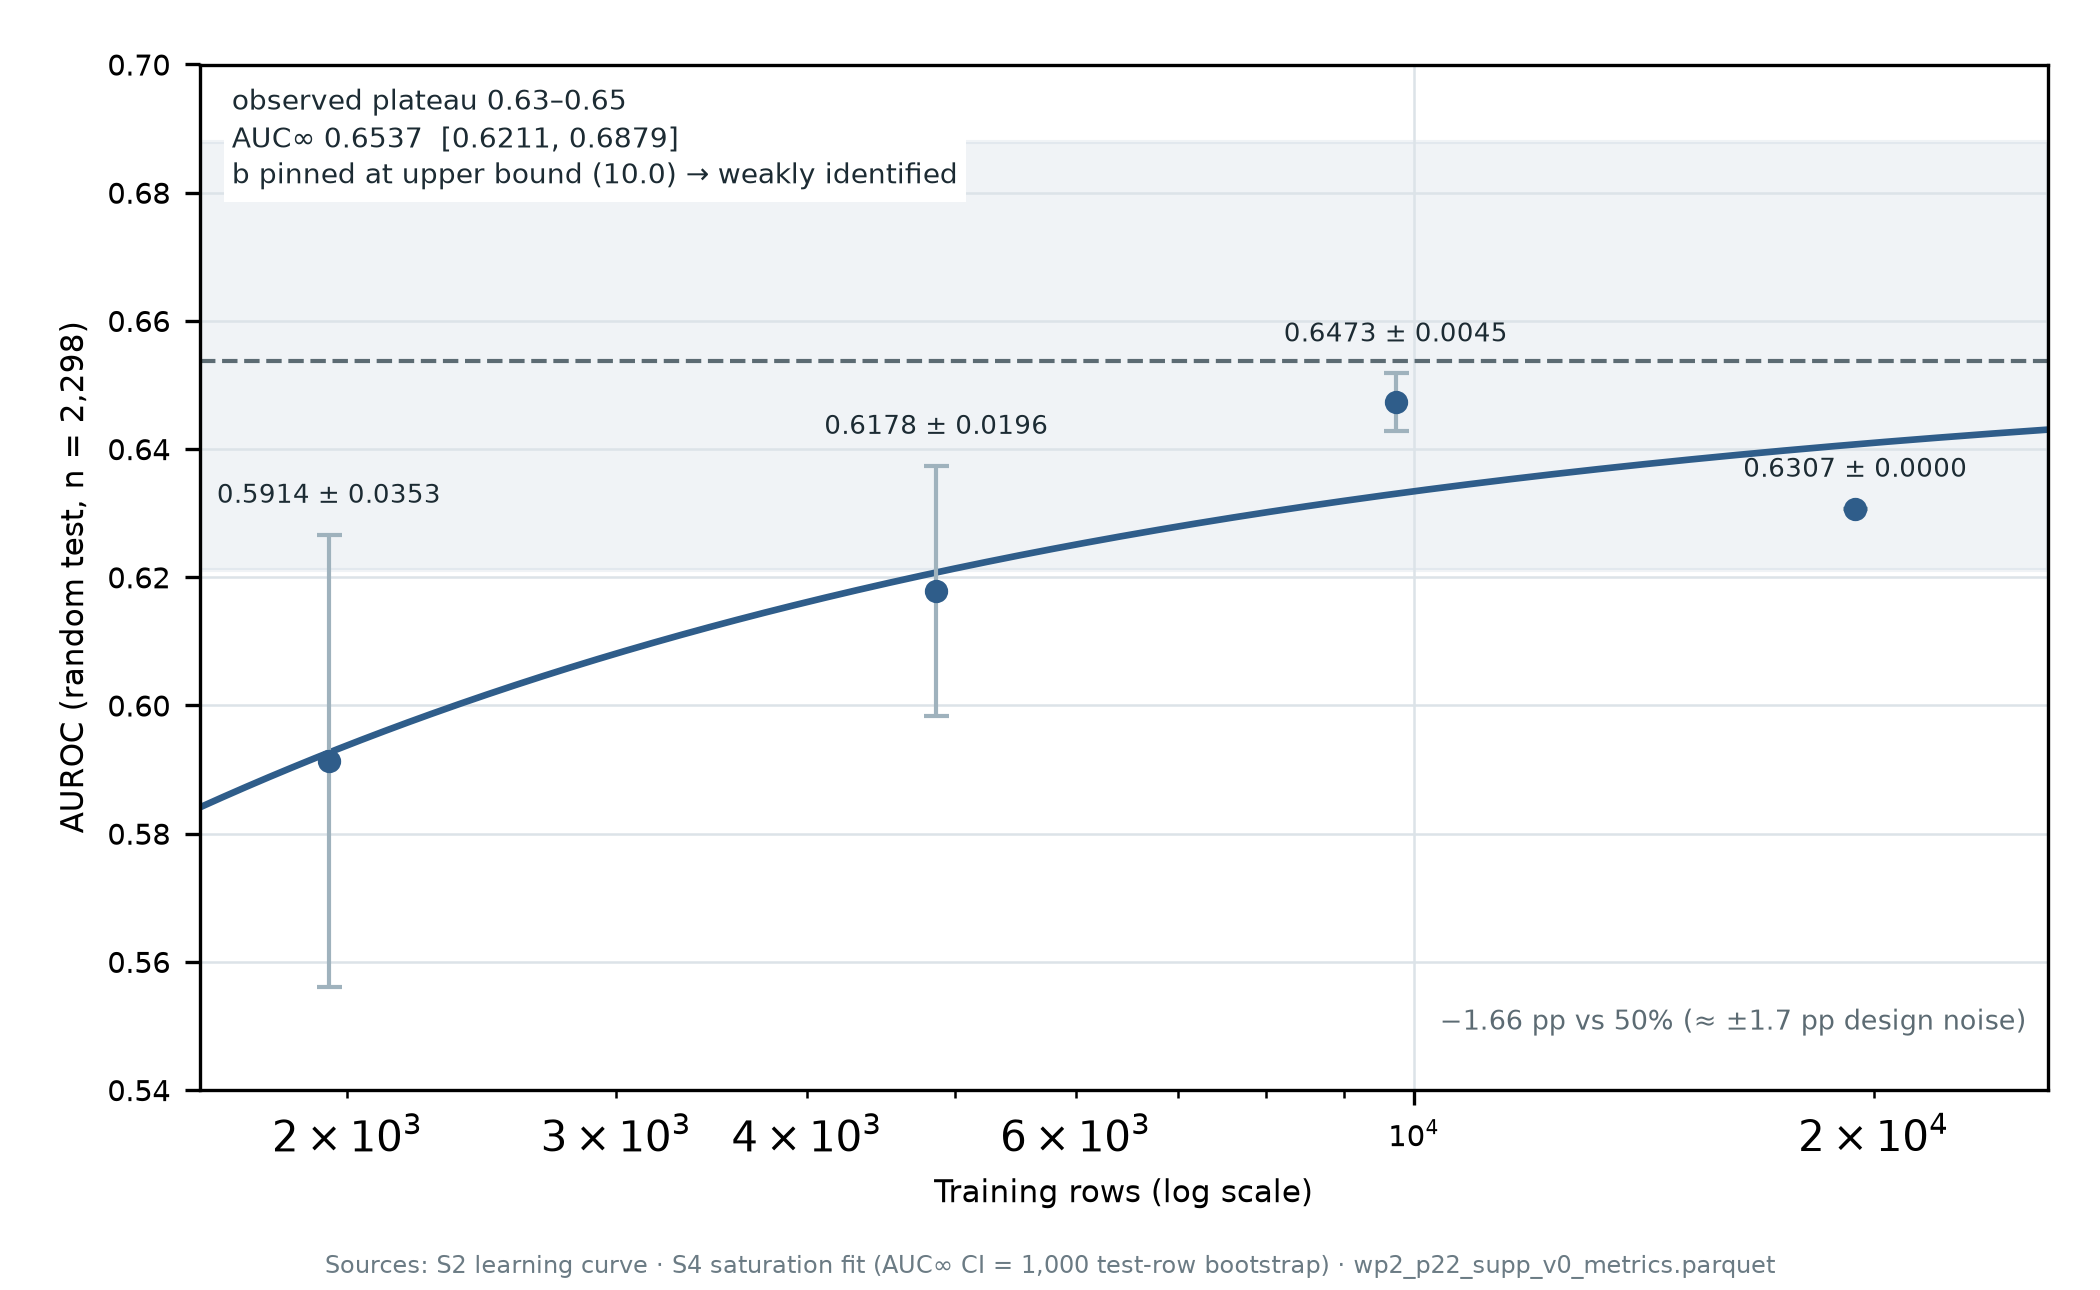 0.70
observed plateau 0.63–0.65
AUC∞ 0.6537 [0.6211, 0.6879]
b pinned at upper bound (10.0) → weakly identified
0.68
0.66
0.6473 ± 0.0045
0.6178 ± 0.0196
0.64
0.6307 ± 0.0000
0.5914 ± 0.0353
0.62
0.60
0.58
0.56
−1.66 pp vs 50% (≈ ±1.7 pp design noise)
0.54
AUROC (random test, n = 2,298)
2 × 10³ 3 × 10³ 4 × 10³ 6 × 10³ 10⁴ 2 × 10⁴
Training rows (log scale)
Sources: S2 learning curve · S4 saturation fit (AUC∞ CI = 1,000 test-row bootstrap) · wp2_p22_supp_v0_metrics.parquet